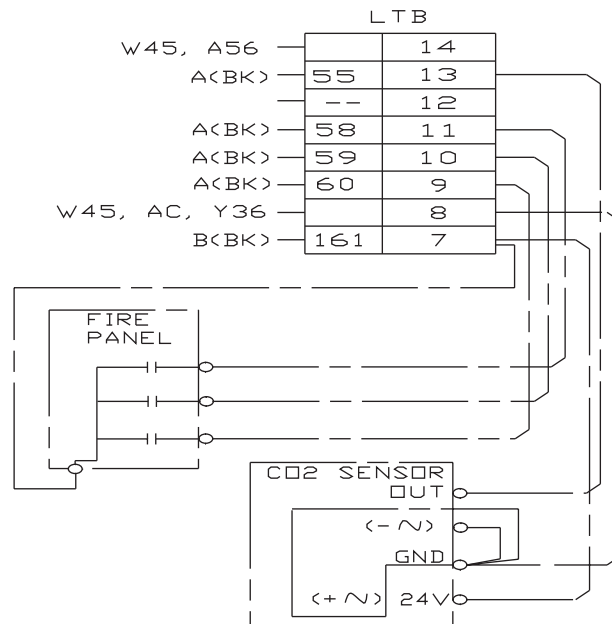 LTB
W45, A56 14
A(BK) 55 13
-- 12
A(BK) 58 11
A(BK) 59 10
A(BK) 60 9
W45, AC, Y36 8
B(BK) 161 7
FIRE
PANEL
CO2 SENSOR
OUT
(-∿)
GND
(+∿) 24V